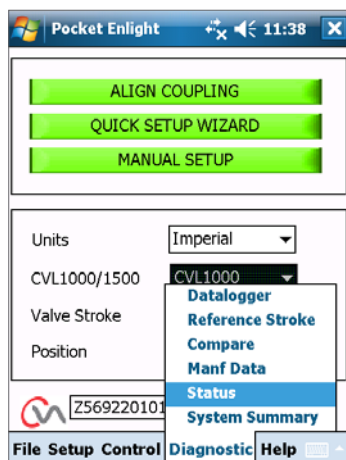 Pocket Enlight 11:38
ALIGN COUPLING
QUICK SETUP WIZARD
MANUAL SETUP
Units Imperial
CVL1000/1500 CVL1000
Valve Stroke
Position
Datalogger
Reference Stroke
Compare
Manf Data
Status
System Summary
Z569220101
File Setup Control Diagnostic Help